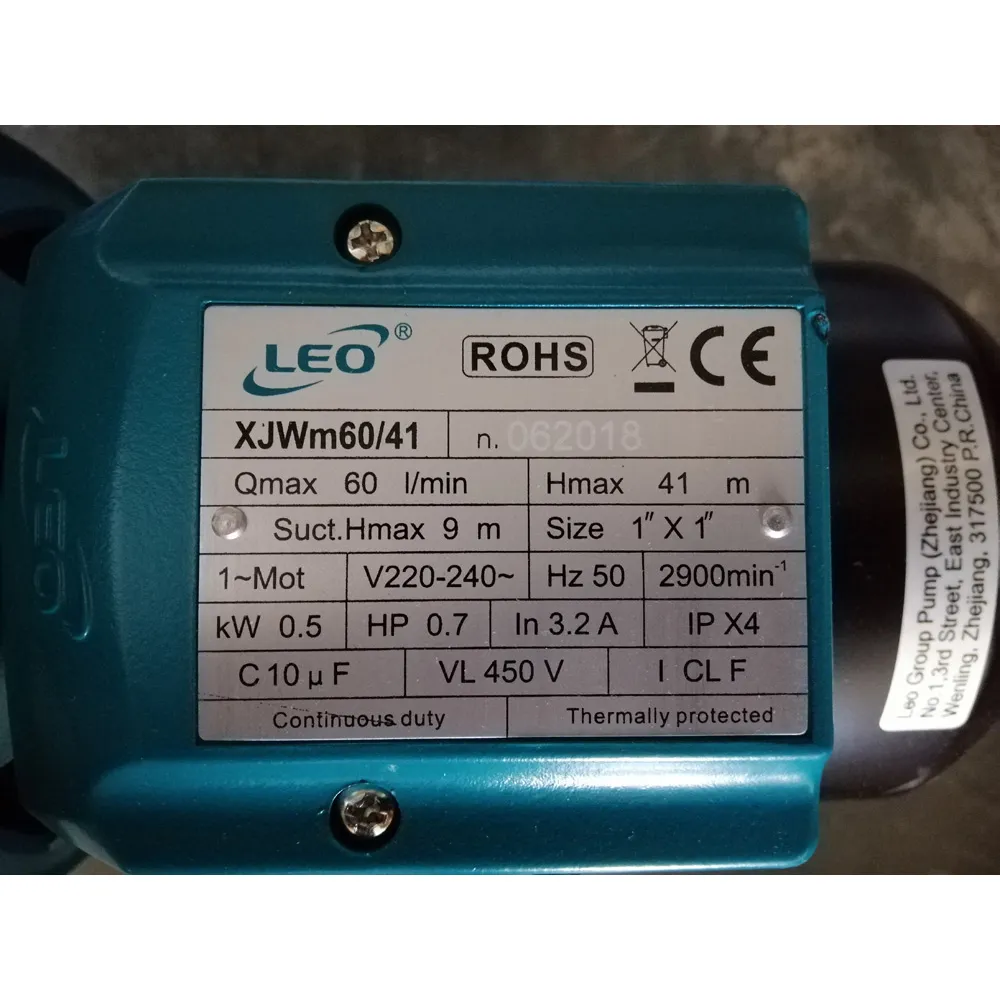 LEO ®
ROHS
CE
XJWm60/41 n. 062018
Qmax 60 l/min Hmax 41 m
Suct.Hmax 9 m Size 1" X 1"
1~Mot V220-240~ Hz 50 2900min-1
kW 0.5 HP 0.7 In 3.2 A IP X4
C 10 µ F VL 450 V I CL F
Continuous duty Thermally protected
LEO
Leo Group Pump (Zhejiang) Co., Ltd.
No 1,3rd Street, East Industry Center,
Wenling, Zhejiang, 317500 P.R.China